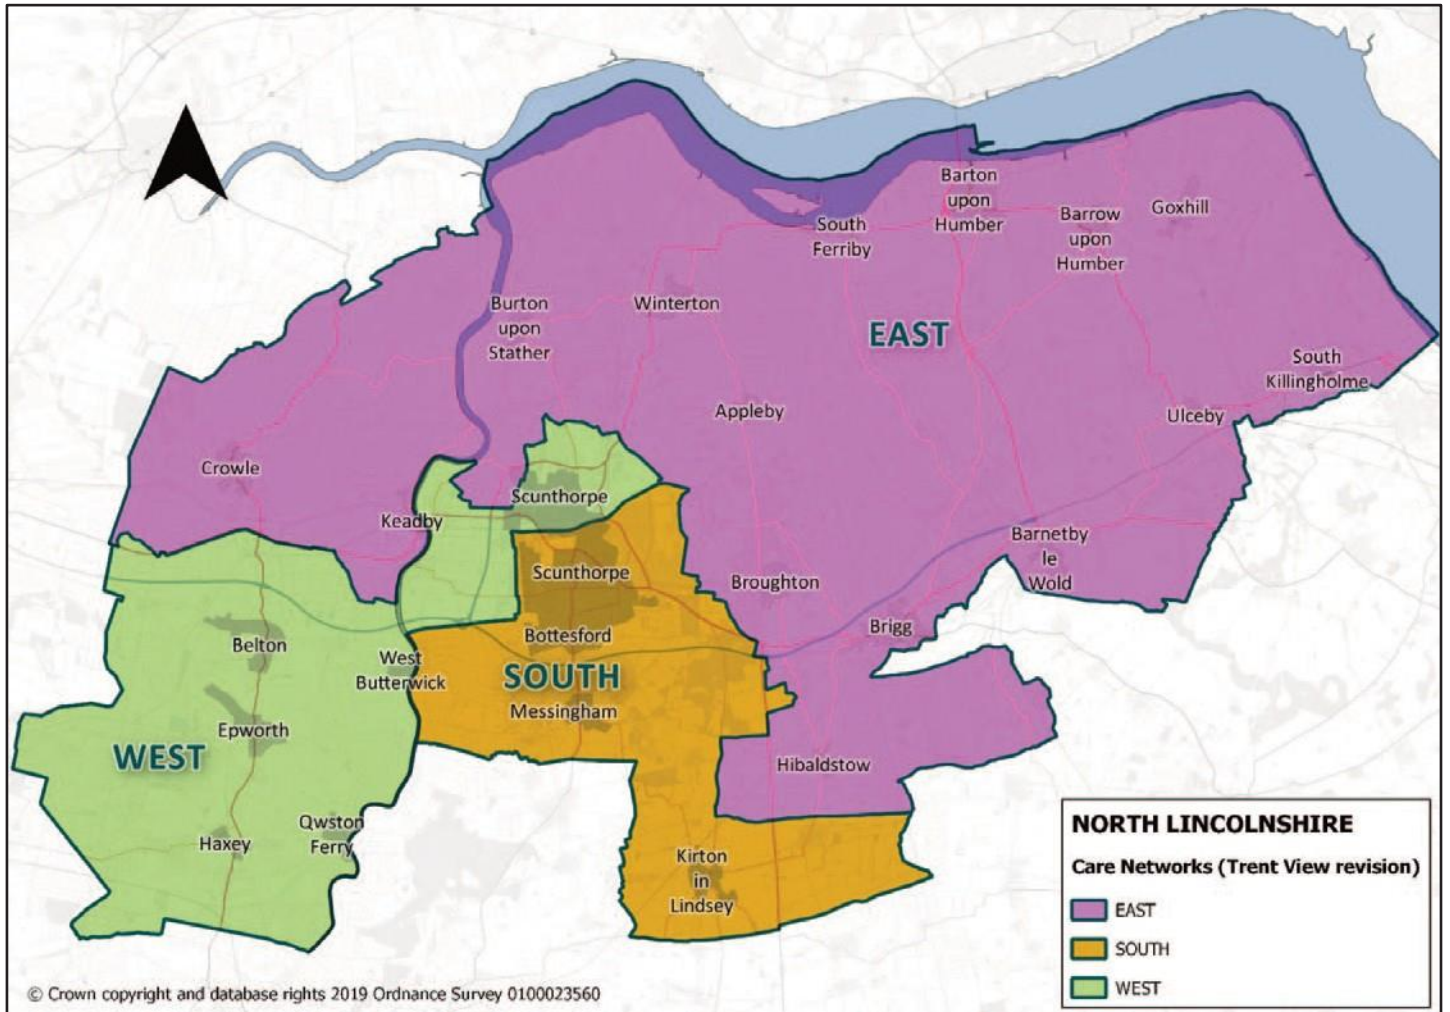 Barton
upon
Humber
Goxhill
Barrow
upon
Humber
South
Ferriby
Burton
upon
Stather
Winterton
EAST
South
Killingholme
Appleby
Ulceby
Crowle
Scunthorpe
Keadby
Barnetby
le
Wold
Scunthorpe
Broughton
Brigg
Bottesford
Belton
West
Butterwick
SOUTH
Messingham
Epworth
WEST
Hibaldstow
Qwston
Ferry
Haxey
Kirton
in
Lindsey
NORTH LINCOLNSHIRE
Care Networks (Trent View revision)
EAST
SOUTH
WEST
© Crown copyright and database rights 2019 Ordnance Survey 0100023560